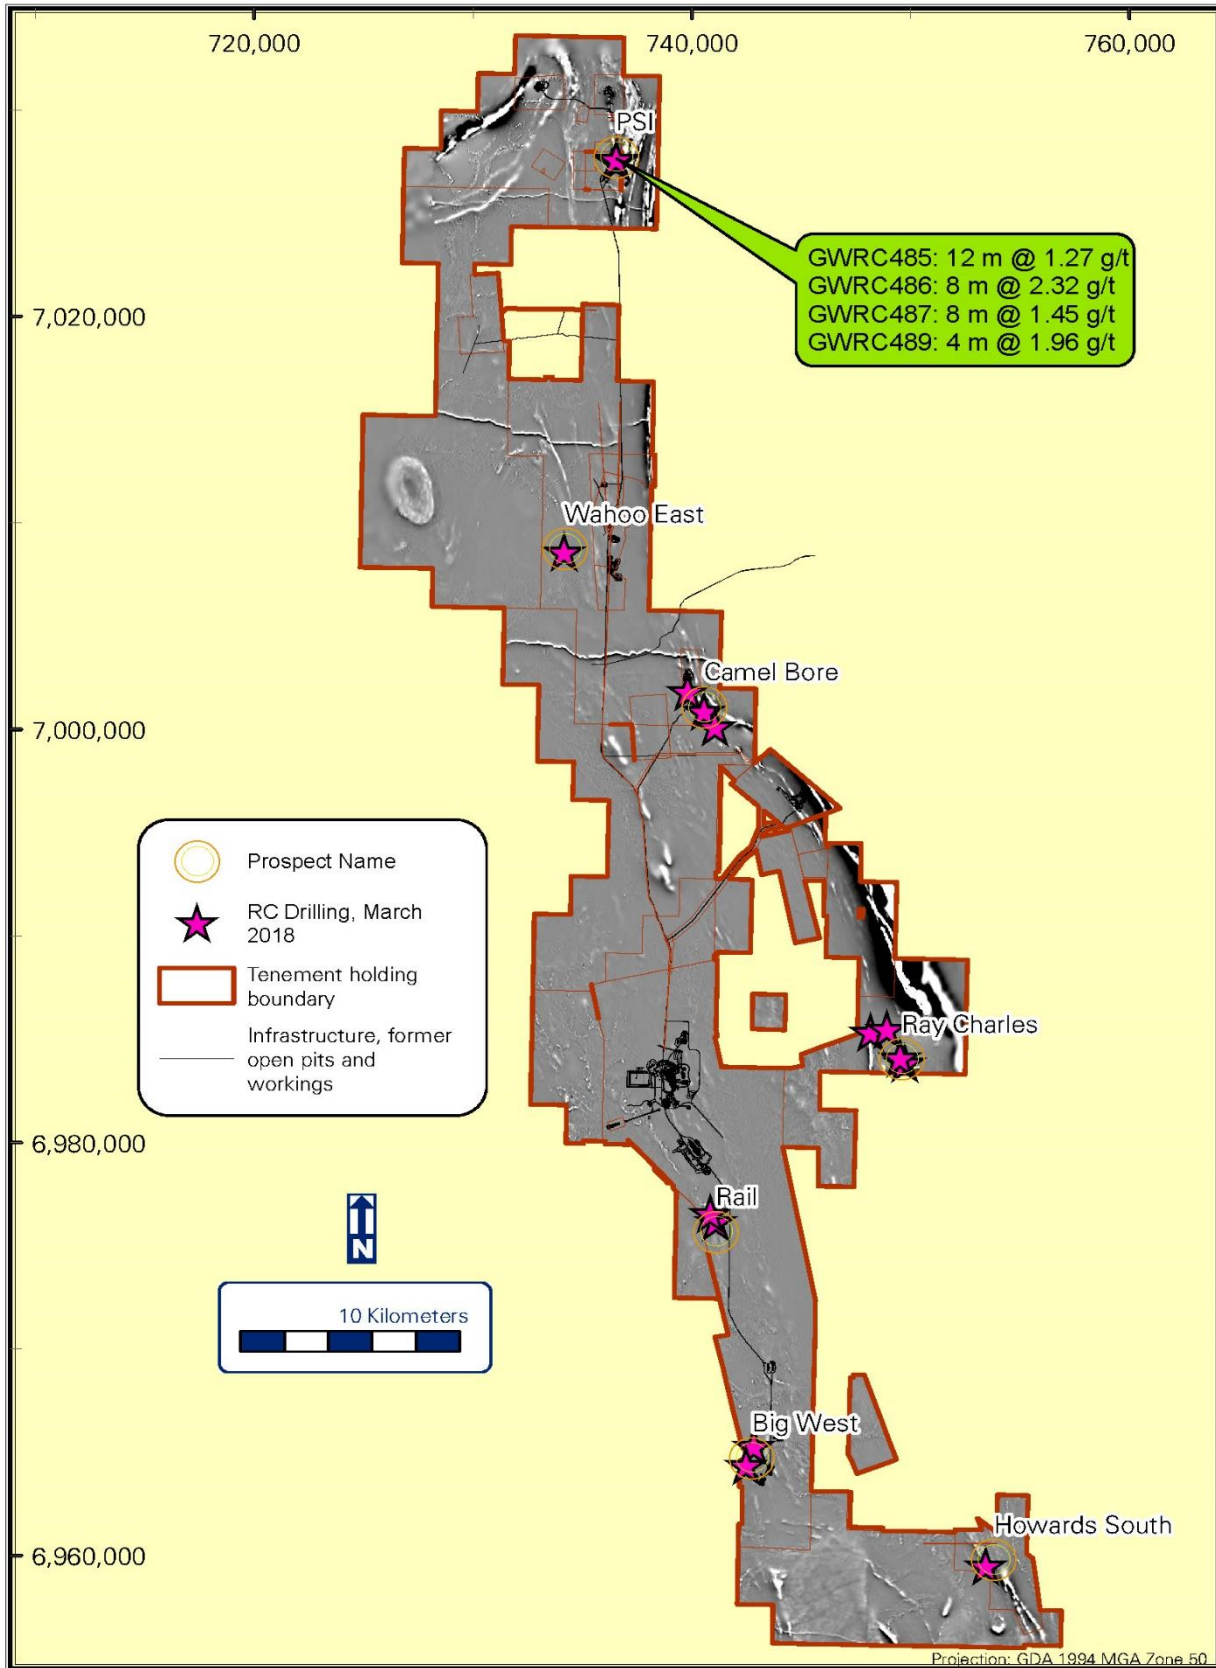 720,000
740,000
760,000
PSI
GWRC485: 12 m @ 1.27 g/t
GWRC486: 8 m @ 2.32 g/t
GWRC487: 8 m @ 1.45 g/t
GWRC489: 4 m @ 1.96 g/t
7,020,000
Wahoo East
Camel Bore
7,000,000
Prospect Name
RC Drilling, March
2018
Tenement holding
boundary
Infrastructure, former
open pits and
workings
Ray Charles
6,980,000
Rail
N
10 Kilometers
Big West
Howards South
6,960,000
Projection: GDA 1994 MGA Zone 50